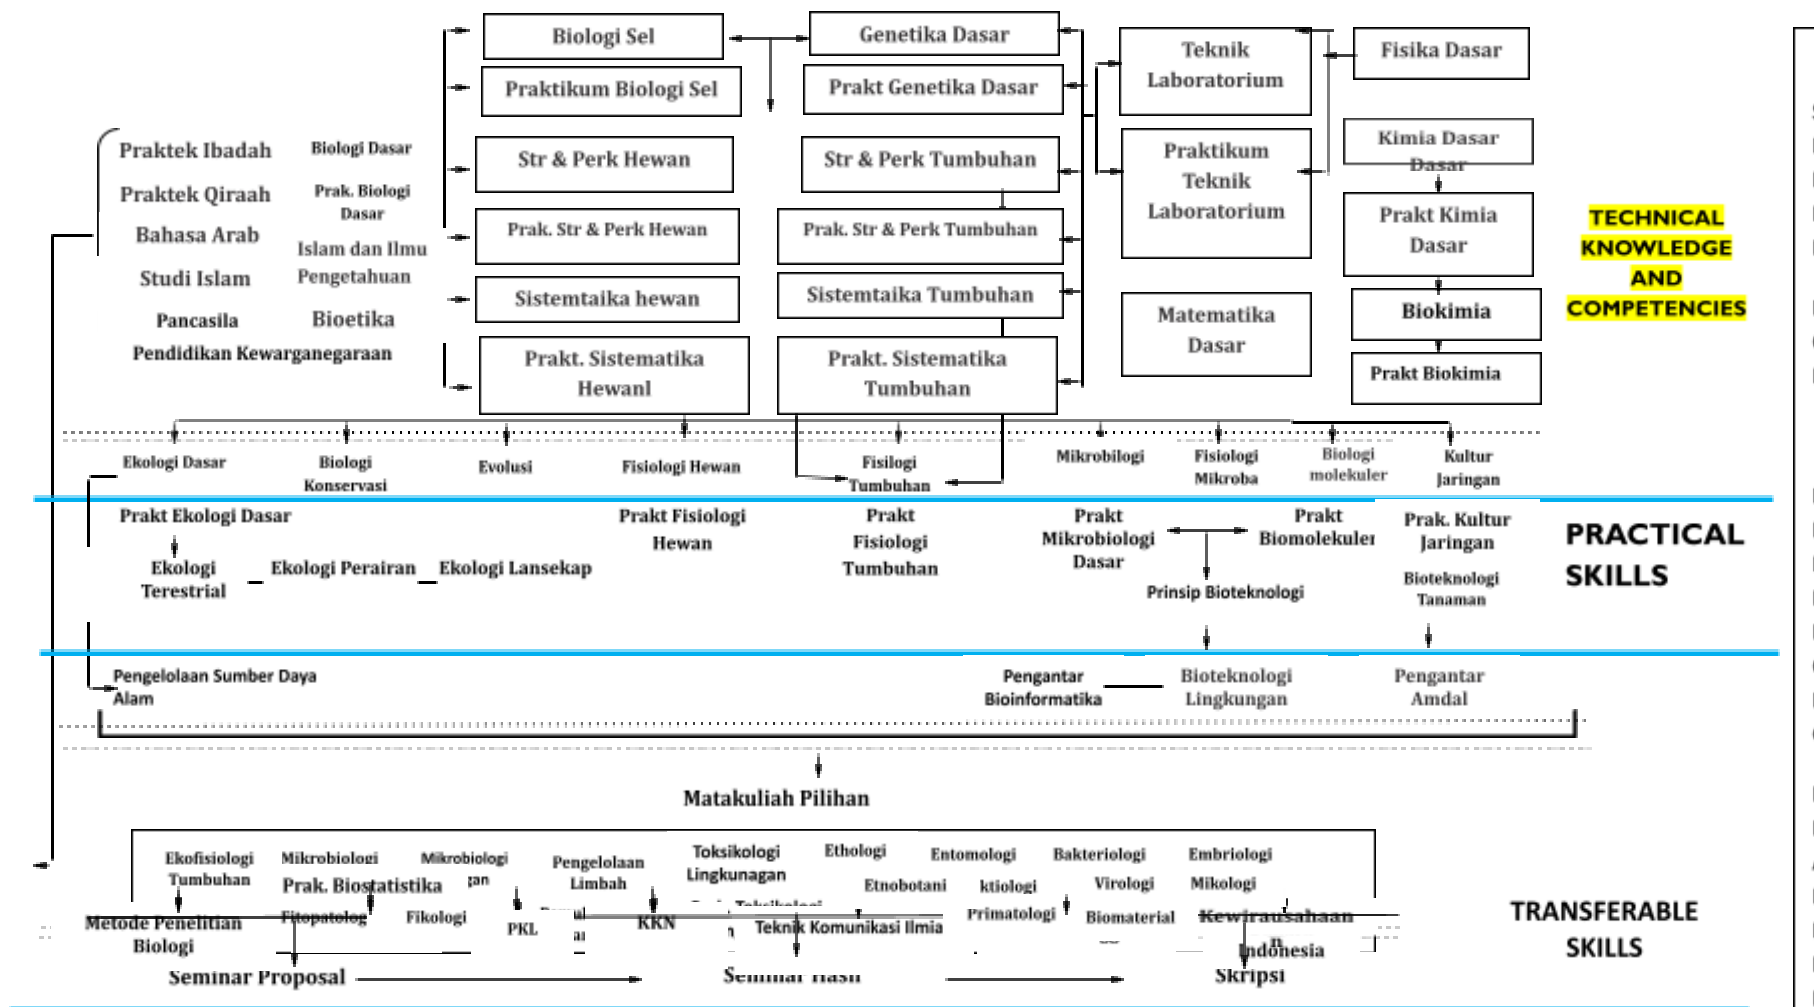 Biologi Sel
Genetika Dasar
Teknik
Laboratorium
Fisika Dasar
Praktikum Biologi Sel
Prakt Genetika Dasar
Praktek Ibadah
Biologi Dasar
Str & Perk Hewan
Str & Perk Tumbuhan
Praktikum
Teknik
Laboratorium
Kimia Dasar
Dasar
Praktek Qiraah
Prak. Biologi
Dasar
Prak. Str & Perk Hewan
Prak. Str & Perk Tumbuhan
Prakt Kimia
Dasar
TECHNICAL
KNOWLEDGE
AND
COMPETENCIES
Bahasa Arab
Islam dan Ilmu
Pengetahuan
Studi Islam
Sistemtaika hewan
Sistemtaika Tumbuhan
Matematika
Dasar
Biokimia
Pancasila
Bioetika
Pendidikan Kewarganegaraan
Prakt. Sistematika
Hewanl
Prakt. Sistematika
Tumbuhan
Prakt Biokimia
Ekologi Dasar
Biologi
Konservasi
Evolusi
Fisiologi Hewan
Fisilogi
Tumbuhan
Mikrobilogi
Fisiologi
Mikroba
Biologi
molekuler
Kultur
Jaringan
Prakt Ekologi Dasar
Prakt Fisiologi
Hewan
Prakt
Fisiologi
Tumbuhan
Prakt
Mikrobiologi
Dasar
Prakt
Biomolekuler
Prak. Kultur
Jaringan
PRACTICAL
SKILLS
Ekologi
Terestrial
Ekologi Perairan
Ekologi Lansekap
Prinsip Bioteknologi
Bioteknologi
Tanaman
Pengelolaan Sumber Daya
Alam
Pengantar
Bioinformatika
Bioteknologi
Lingkungan
Pengantar
Amdal
Matakuliah Pilihan
Ekofisiologi
Tumbuhan
Mikrobiologi
Mikrobiologi
Pengelolaan
Limbah
Toksikologi
Lingkunagan
Ethologi
Entomologi
Bakteriologi
Embriologi
Prak. Biostatistika
Etnobotani
ktiologi
Virologi
Mikologi
Metode Penelitian
Biologi
Fitopatolog
Fikologi
PKL
KKN
Teknik Komunikasi Ilmia
Primatologi
Biomaterial
Kewirausahaan
Indonesia
TRANSFERABLE
SKILLS
Seminar Proposal
Seminar Hasil
Skripsi